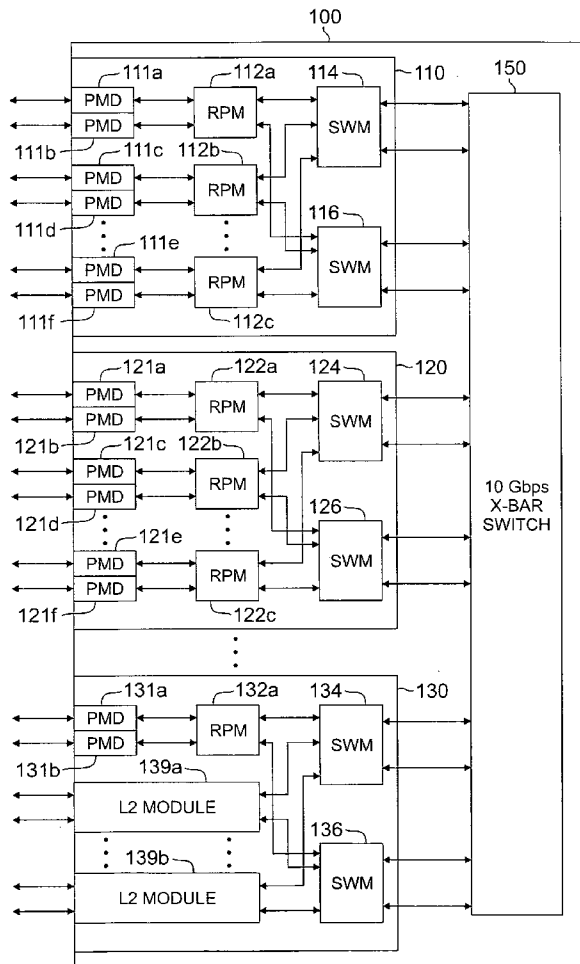 100
111a
112a
114
110
150
PMD
PMD
RPM
SWM
111b
111c
112b
PMD
PMD
RPM
116
111d
111e
SWM
PMD
PMD
RPM
111f
112c
121a
122a
124
120
PMD
PMD
RPM
SWM
121b
121c
122b
PMD
PMD
RPM
10 Gbps
X-BAR
SWITCH
121d
126
121e
SWM
PMD
PMD
RPM
121f
122c
131a
132a
134
130
PMD
PMD
RPM
SWM
131b
139a
L2 MODULE
136
139b
SWM
L2 MODULE